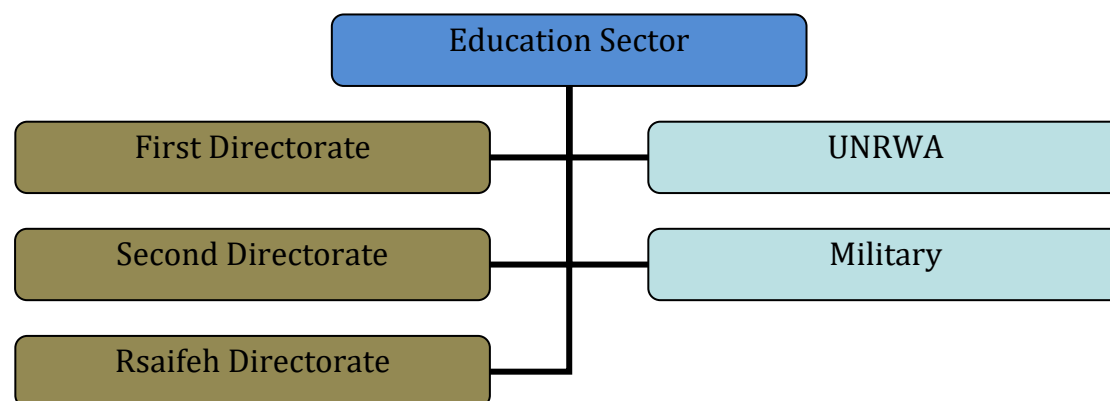 Education Sector
First Directorate
UNRWA
Second Directorate
Military
Rsaifeh Directorate